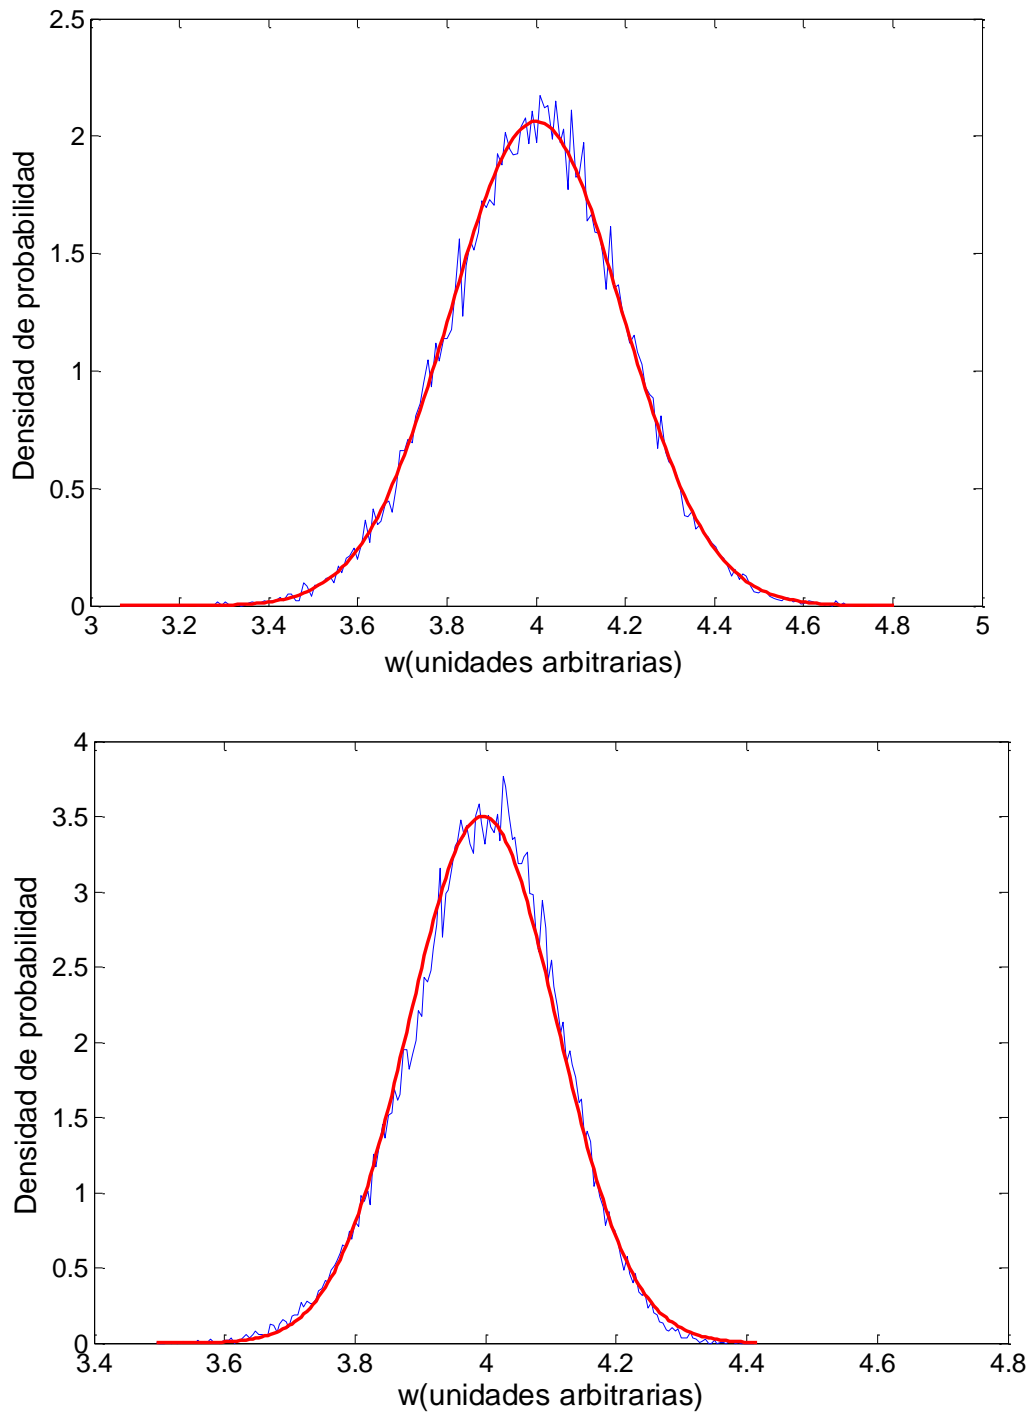 2.5
2
1.5
1
0.5
0
Densidad de probabilidad
3 3.2 3.4 3.6 3.8 4 4.2 4.4 4.6 4.8 5
w(unidades arbitrarias)
4
3.5
3
2.5
2
1.5
1
0.5
0
Densidad de probabilidad
3.4 3.6 3.8 4 4.2 4.4 4.6 4.8
w(unidades arbitrarias)